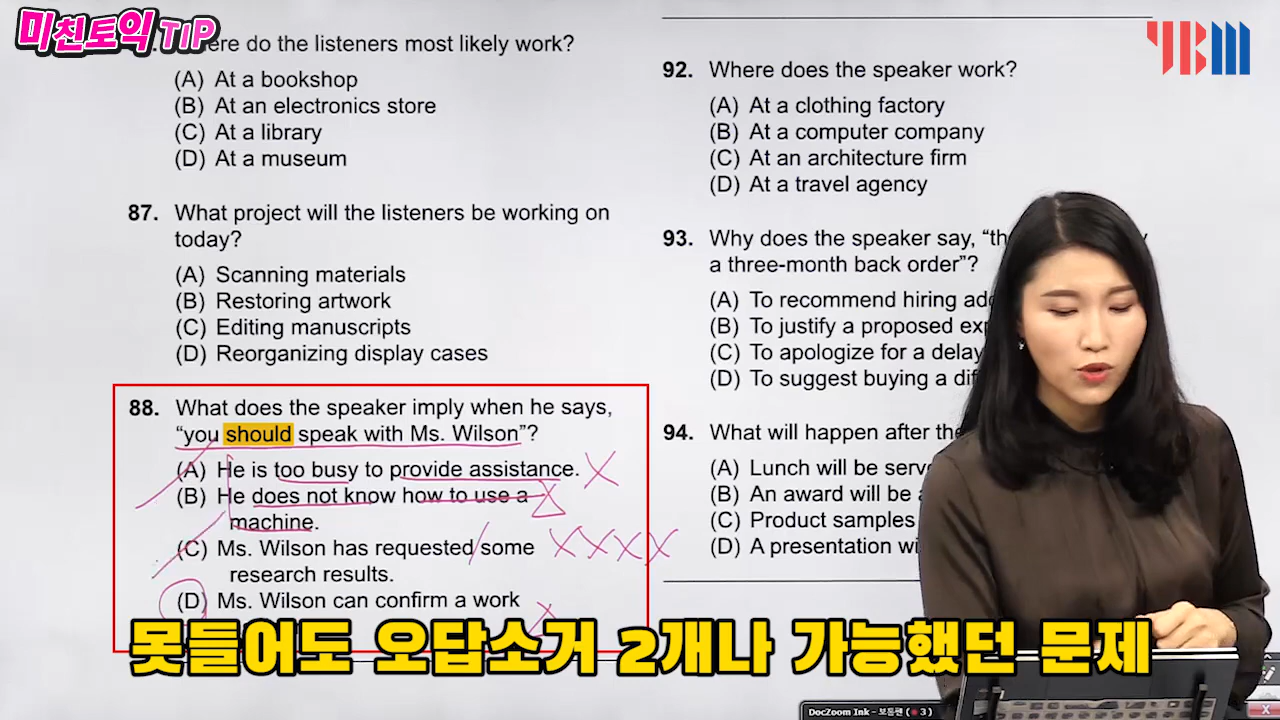 미친토익 TIP
YBM
ere do the listeners most likely work?
(A) At a bookshop
(B) At an electronics store
(C) At a library
(D) At a museum
87. What project will the listeners be working on
today?
(A) Scanning materials
(B) Restoring artwork
(C) Editing manuscripts
(D) Reorganizing display cases
88. What does the speaker imply when he says,
“you should speak with Ms. Wilson”?
(A) He is too busy to provide assistance.
(B) He does not know how to use a
machine.
(C) Ms. Wilson has requested some
research results.
(D) Ms. Wilson can confirm a work
92. Where does the speaker work?
(A) At a clothing factory
(B) At a computer company
(C) At an architecture firm
(D) At a travel agency
93. Why does the speaker say, “th
a three-month back order”?
(A) To recommend hiring
(B) To justify a proposed
(C) To apologize for a delay
(D) To suggest buying a
94. What will happen after the
(A) Lunch will be
(B) An award will be
(C) Product samples
(D) A presentation
못들어도 오답소거 2개나 가능했던 문제
DocZoom Ink - 보둠펜 ( 3 )